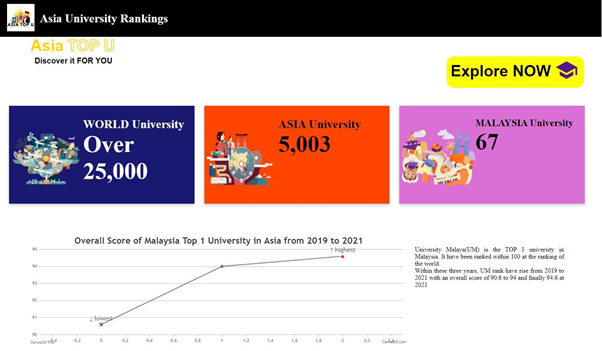 ASIA TOP U
Asia University Rankings
Asia TOP U
Discover it FOR YOU
Explore NOW
WORLD University
Over
25,000
ASIA University
5,003
MALAYSIA University
67
Overall Score of Malaysia Top 1 University in Asia from 2019 to 2021
95
94
93
92
91
90
↑ highest
↓ lowest
-0.4 -0.2 0 0.2 0.4 0.6 0.8 1 1.2 1.4 1.6 1.8 2 2.2
University Malaya(UM) is the TOP 1 university in
Malaysia. It have been ranked within 100 at the ranking of
the world.
Within these three years, UM rank have rise from 2019 to
2021 with an overall score of 90.6 to 94 and finally 94.6 at
2021